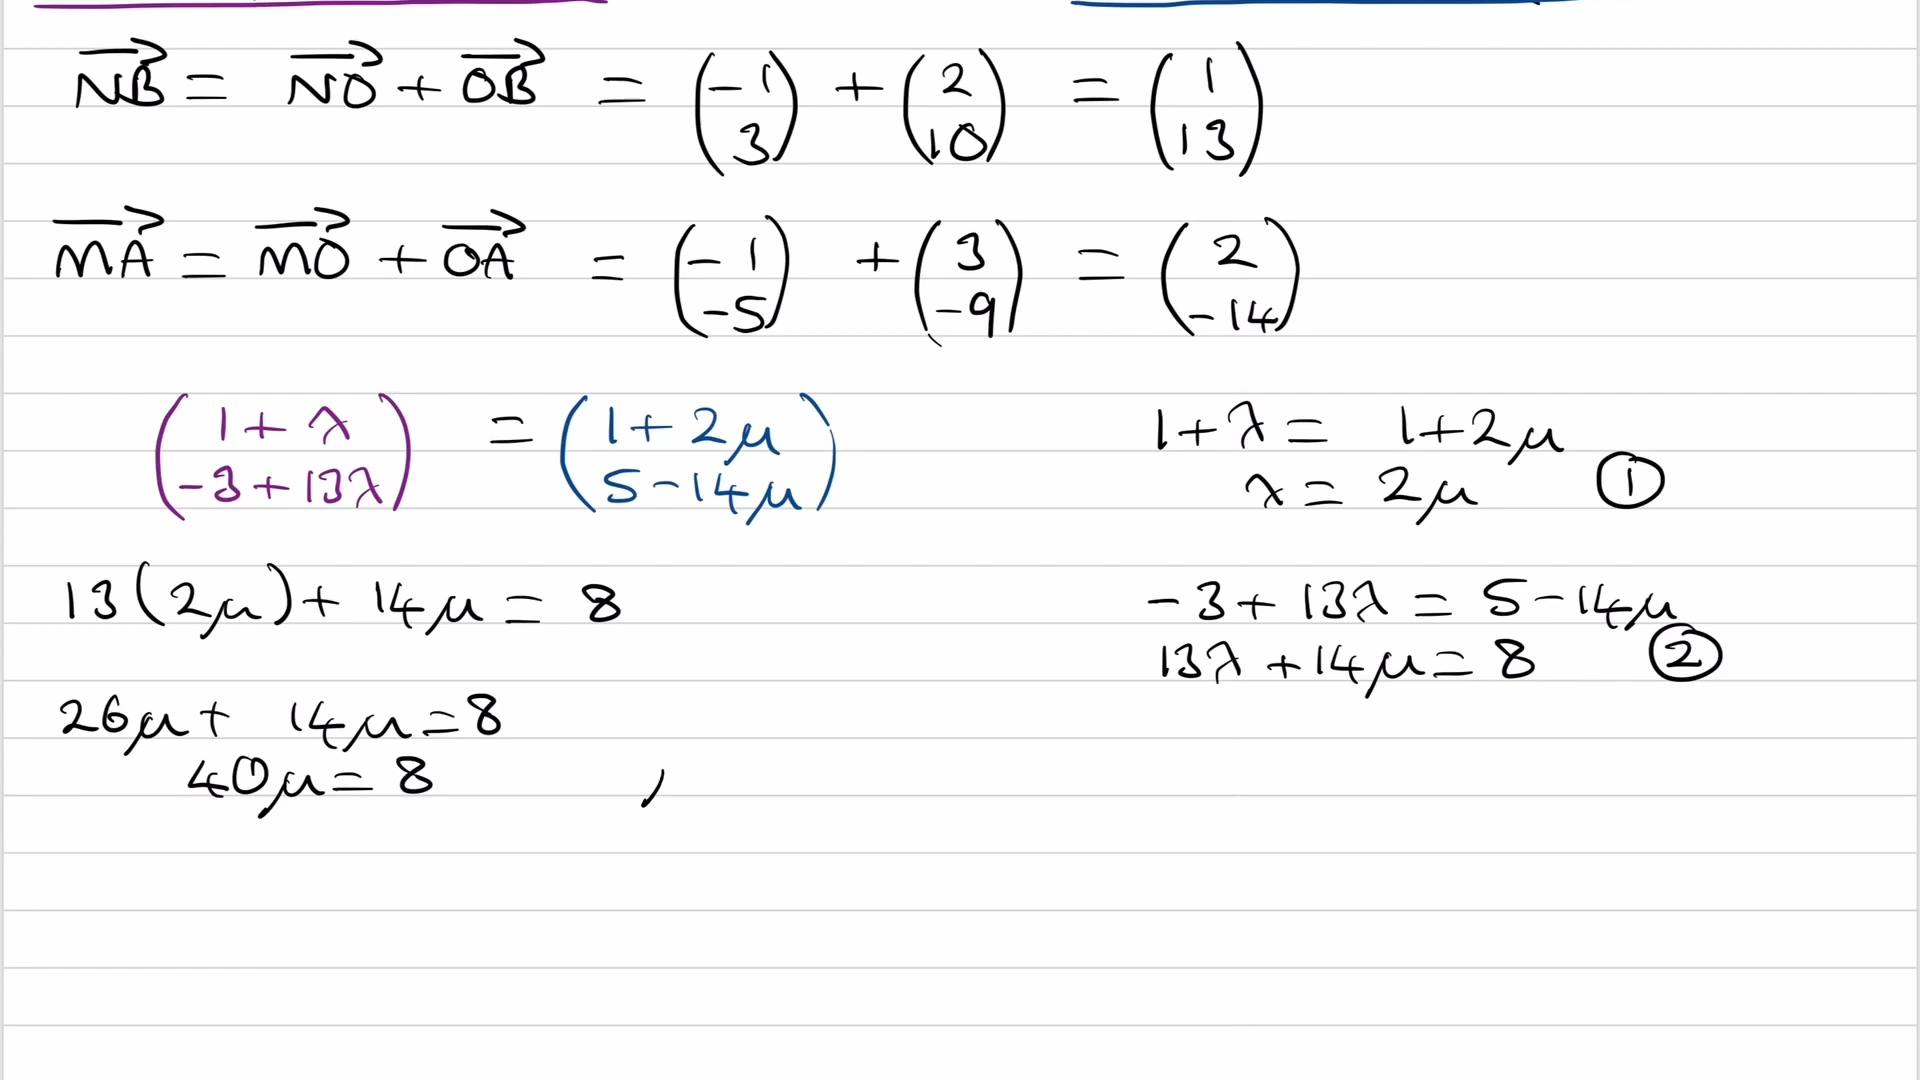 NB = NO + OB = (-1 3) + (2 10) = (1 13)
MA = MO + OA = (-1 -5) + (3 -9) = (2 -14)
(1 + λ -3 + 13λ) = (1 + 2μ 5 - 14μ)
1 + λ = 1 + 2μ
λ = 2μ ①
13(2μ) + 14μ = 8
-3 + 13λ = 5 - 14μ
13λ + 14μ = 8 ②
26μ + 14μ = 8
40μ = 8 ,